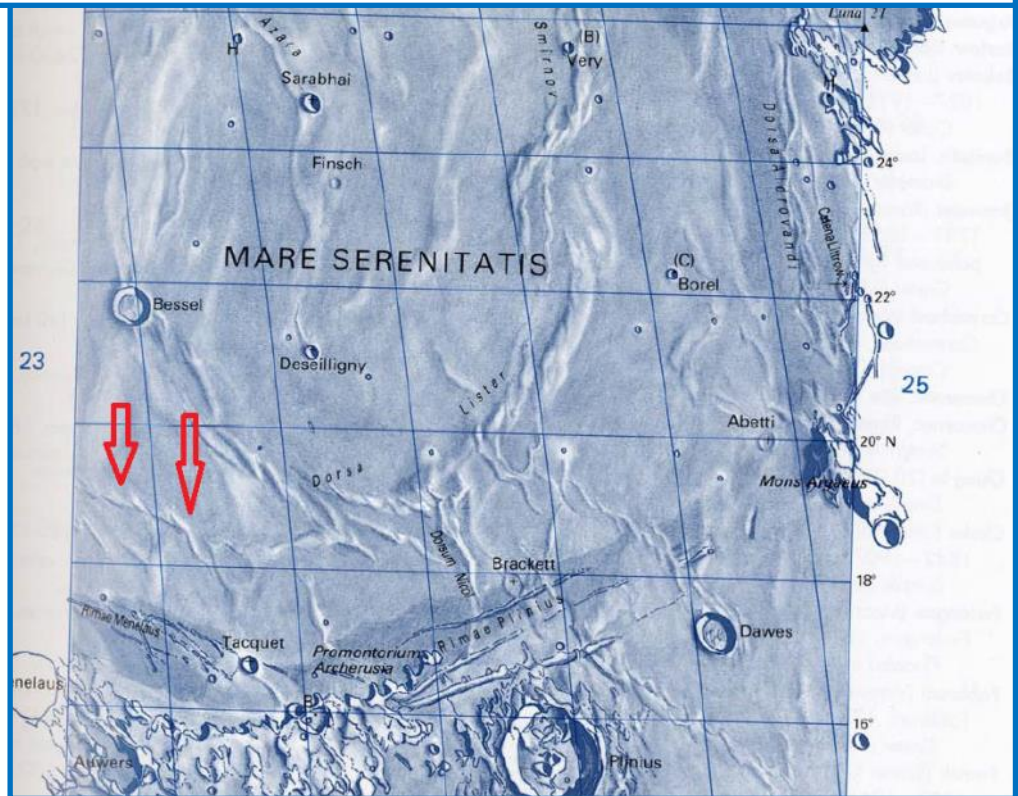 Luna 21
Azara
H
Smirnov
(B)
Very
Sarabhai
H
Finsch
Dorsa Aldrovandi
24°
MARE SERENITATIS
(C)
Borel
Catena Littrow
22°
Bessel
23
Deseilligny
Lister
25
Abetti
20° N
Dorsa
Mons Argaeus
Dorsum Nicol
Brackett
18°
Rimae Menelaus
Rimae Plinius
Dawes
Tacquet
Promontorium
Archerusia
nelaus
B
16°
Auwers
Plinius